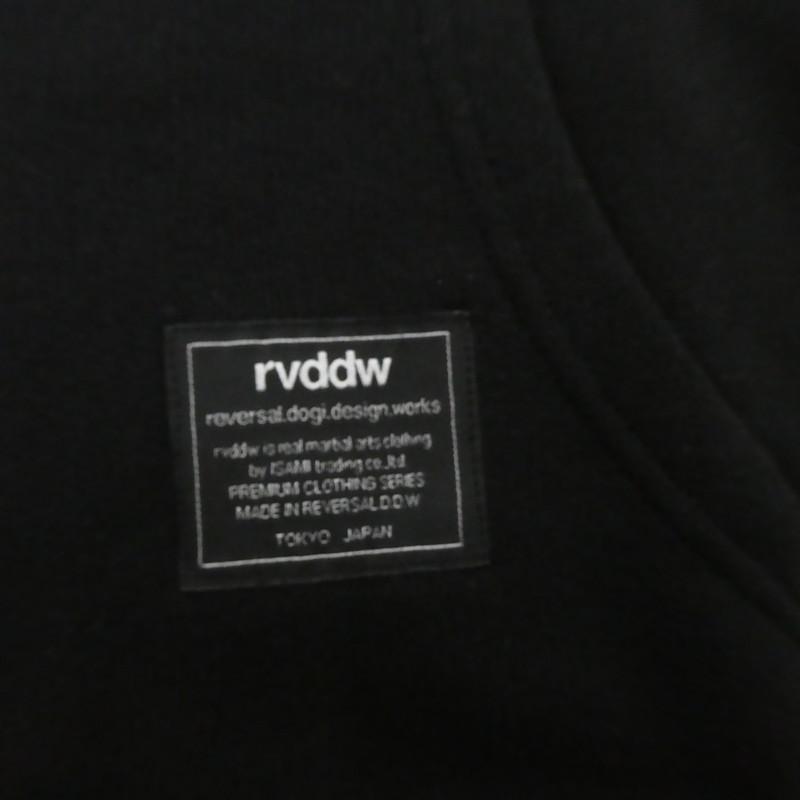 rvddw
reversal.dogi.design.works
rvddw is real martial arts clothing
by ISAMI trading co.,ltd.
PREMIUM CLOTHING SERIES
MADE IN REVERSAL.D.D.W
TOKYO JAPAN